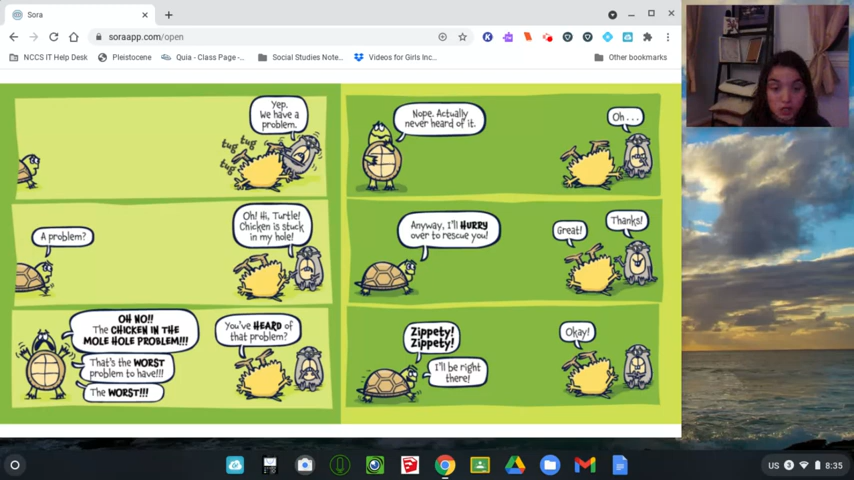 Sora
soraapp.com/open
NCCS IT Help Desk
Pleistocene
Quia - Class Page -...
Social Studies Note...
Videos for Girls Inc...
Other bookmarks
Yep.
We have a
problem.
tug
tug
tug
A problem?
Oh! Hi, Turtle!
Chicken is stuck
in my hole!
OH NO!!
The CHICKEN IN THE
MOLE HOLE PROBLEM!!!
That's the WORST
problem to have!!!
The WORST!!!
You've HEARD of
that problem?
Nope. Actually
never heard of it.
Oh . . .
Anyway, I'll HURRY
over to rescue you!
Great!
Thanks!
Zippety!
Zippety!
I'll be right
there!
Okay!
US 3 8:35